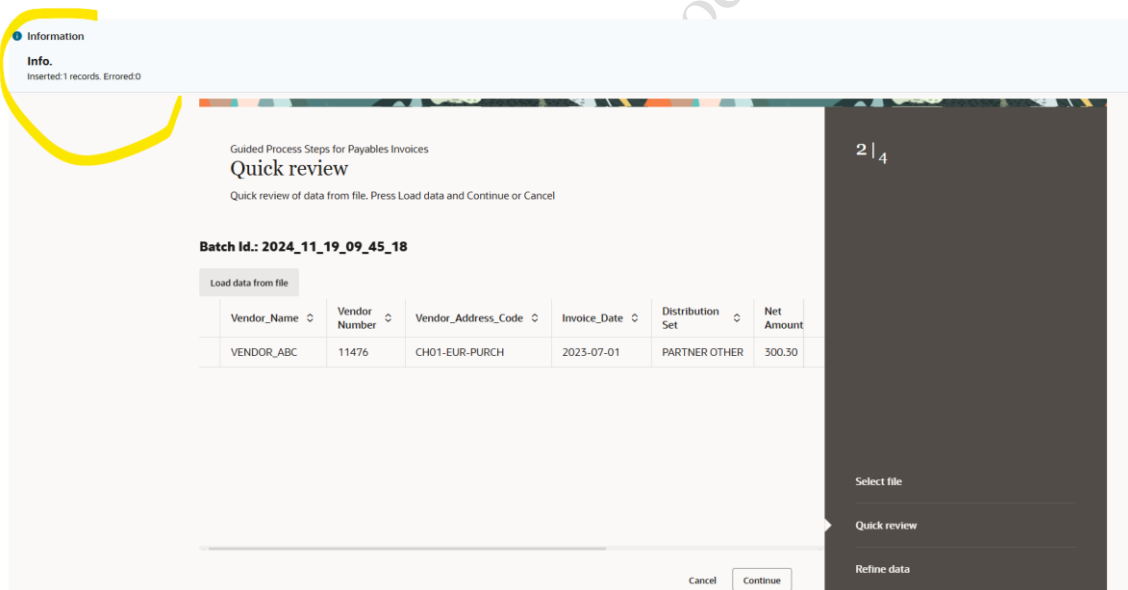 Information
Info.
Inserted:1 records. Errored:0
Guided Process Steps for Payables Invoices
Quick review
Quick review of data from file. Press Load data and Continue or Cancel
2|4
Batch Id.: 2024_11_19_09_45_18
Load data from file
Vendor_Name Vendor Number Vendor_Address_Code Invoice_Date Distribution Set Net Amount
VENDOR_ABC 11476 CH01-EUR-PURCH 2023-07-01 PARTNER OTHER 300.30
Select file
Quick review
Refine data
Cancel Continue